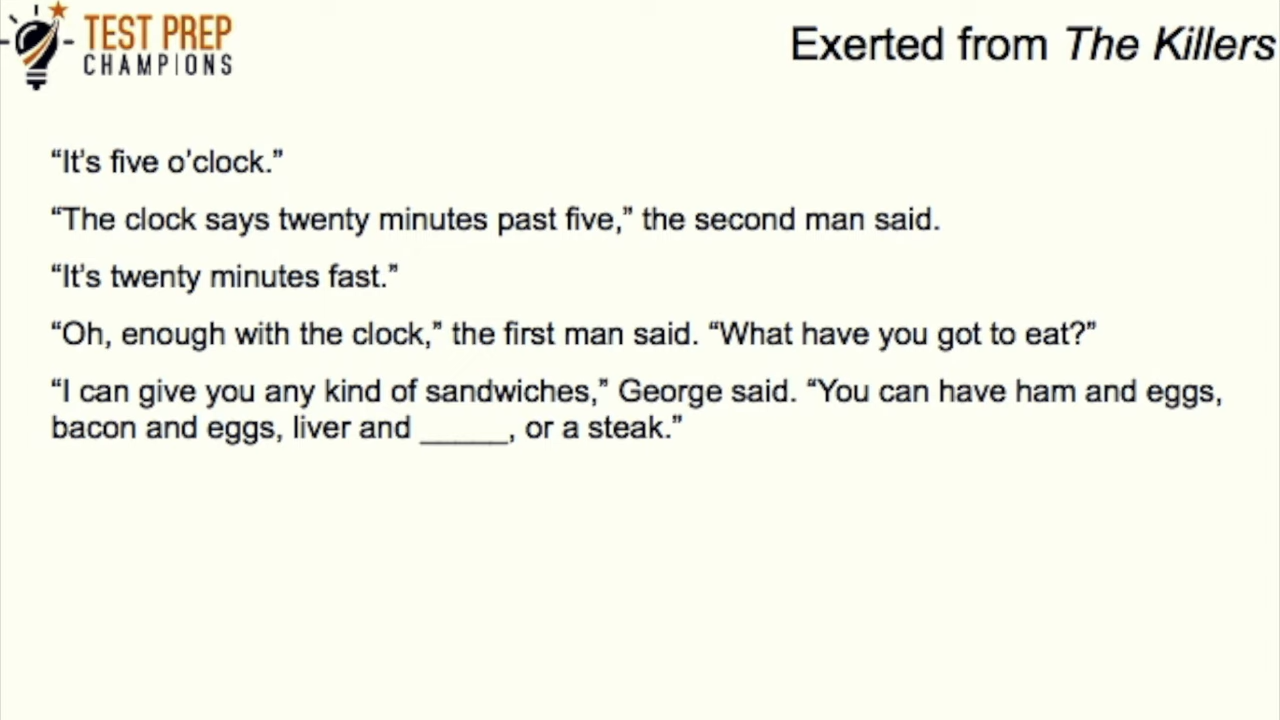 TEST PREP
CHAMPIONS
Exerted from The Killers
“It's five o'clock.”
“The clock says twenty minutes past five,” the second man said.
“It's twenty minutes fast.”
“Oh, enough with the clock,” the first man said. “What have you got to eat?”
“I can give you any kind of sandwiches,” George said. “You can have ham and eggs,
bacon and eggs, liver and _____, or a steak.”